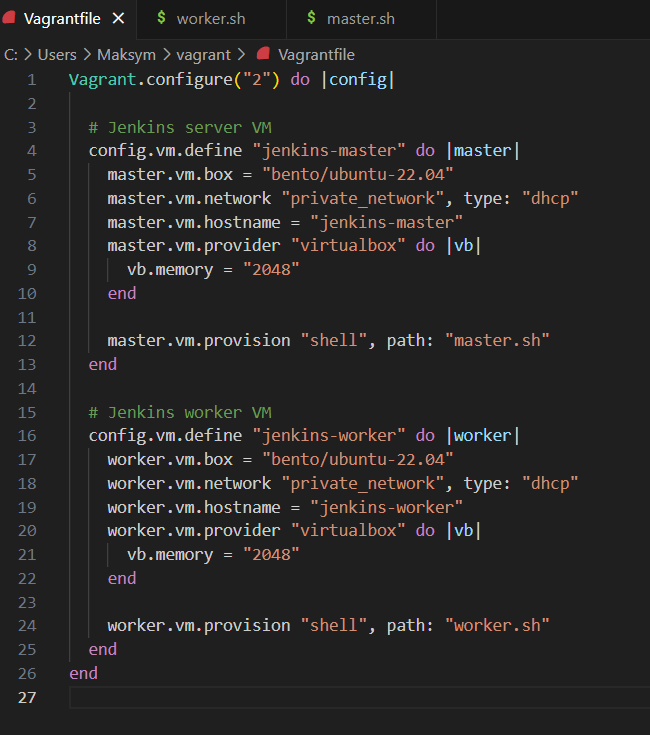 Vagrantfile × $ worker.sh $ master.sh
C: > Users > Maksym > vagrant > Vagrantfile
1 Vagrant.configure("2") do |config|
2
3   # Jenkins server VM
4   config.vm.define "jenkins-master" do |master|
5     master.vm.box = "bento/ubuntu-22.04"
6     master.vm.network "private_network", type: "dhcp"
7     master.vm.hostname = "jenkins-master"
8     master.vm.provider "virtualbox" do |vb|
9       vb.memory = "2048"
10     end
11
12     master.vm.provision "shell", path: "master.sh"
13   end
14
15   # Jenkins worker VM
16   config.vm.define "jenkins-worker" do |worker|
17     worker.vm.box = "bento/ubuntu-22.04"
18     worker.vm.network "private_network", type: "dhcp"
19     worker.vm.hostname = "jenkins-worker"
20     worker.vm.provider "virtualbox" do |vb|
21       vb.memory = "2048"
22     end
23
24     worker.vm.provision "shell", path: "worker.sh"
25   end
26 end
27